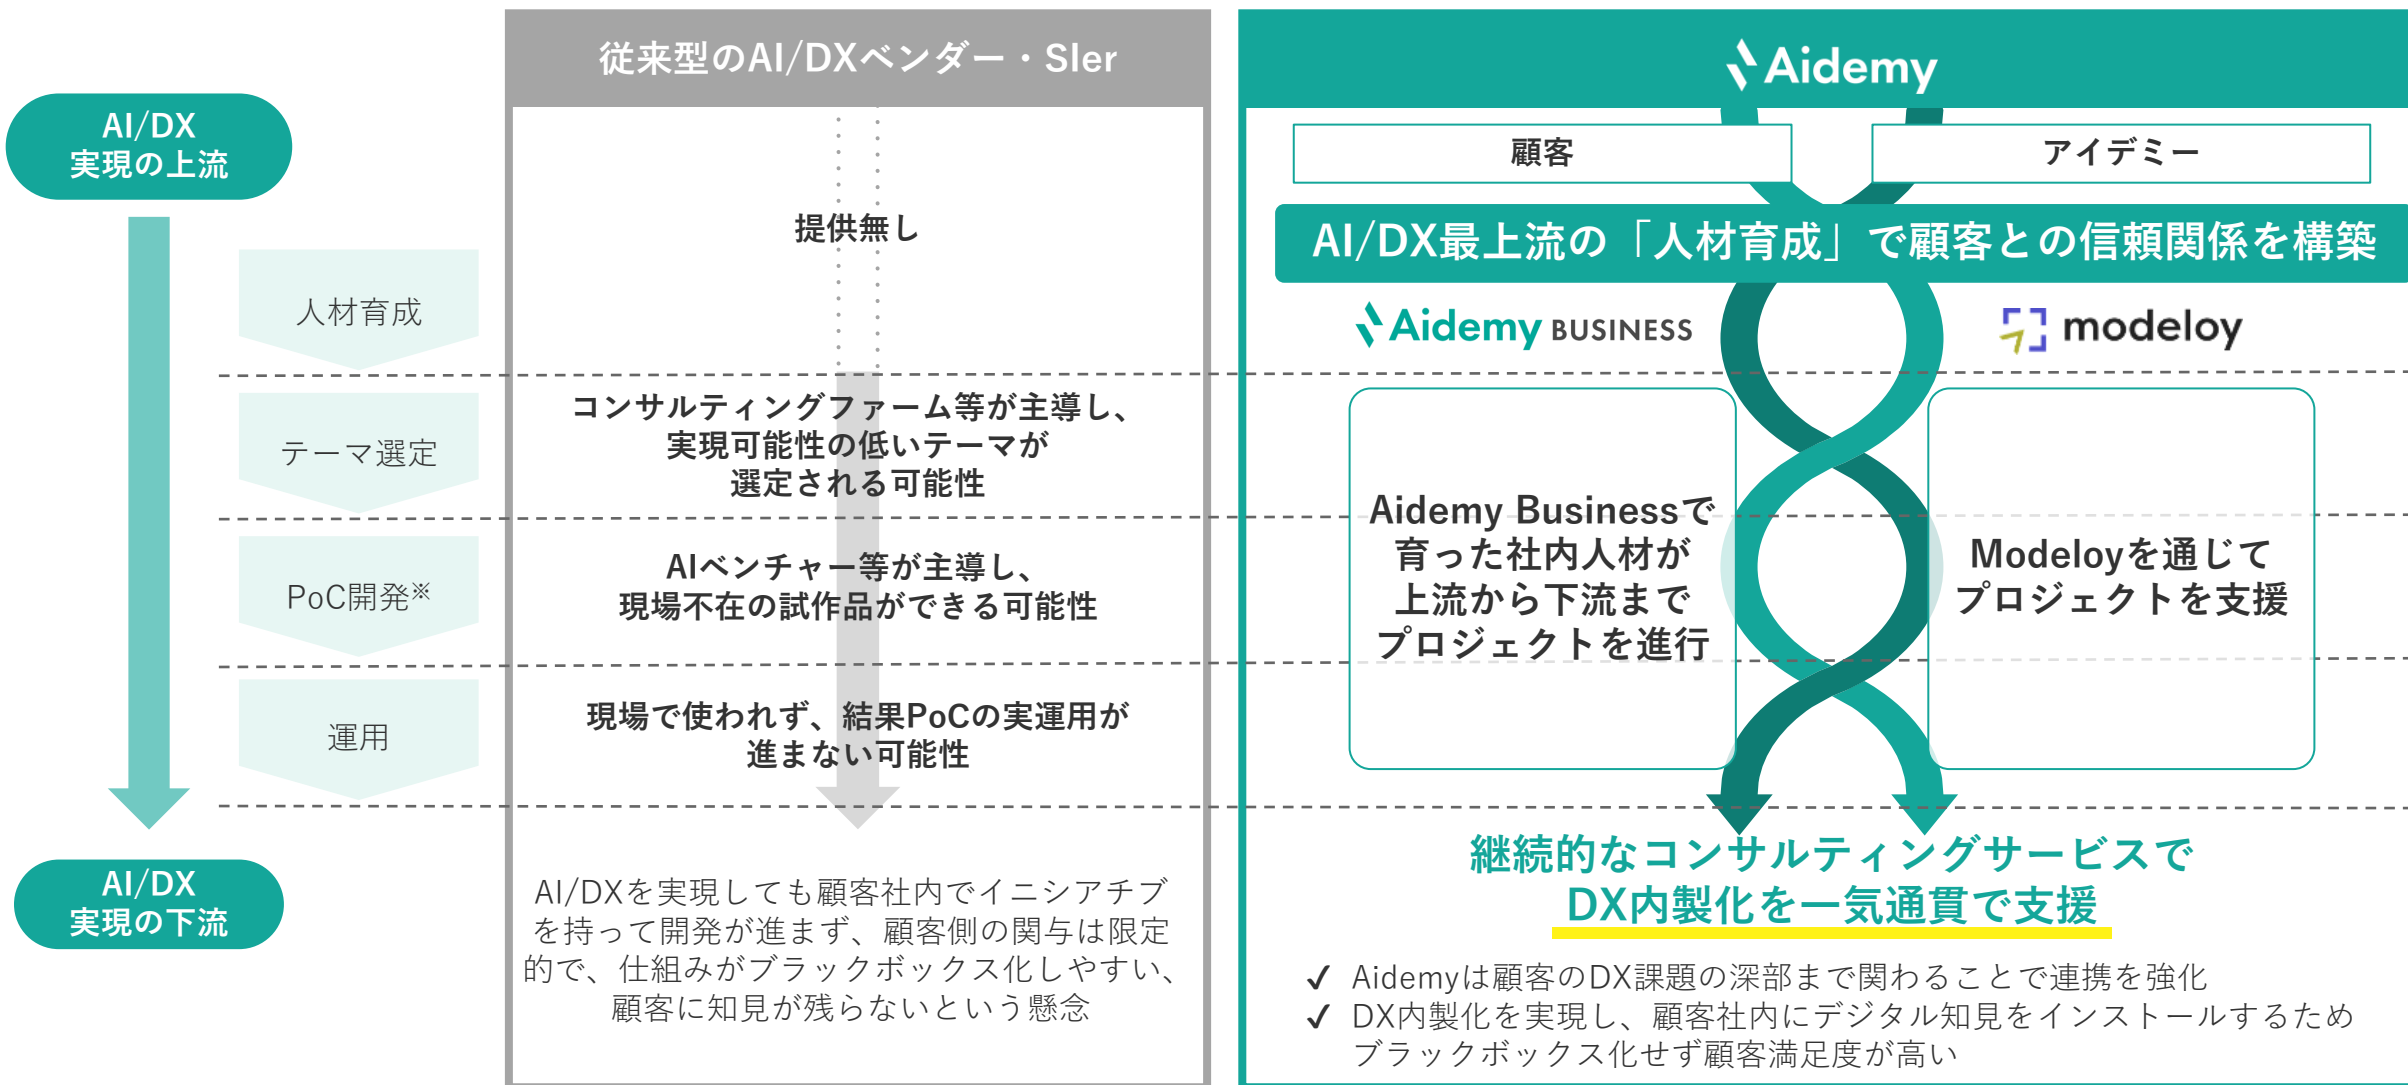 従来型のAI/DXベンダー・SIer
Aidemy
AI/DX
実現の上流
顧客
アイデミー
提供無し
AI/DX最上流の「人材育成」で顧客との信頼関係を構築
人材育成
Aidemy BUSINESS
modeloy
テーマ選定
コンサルティングファーム等が主導し、
実現可能性の低いテーマが
選定される可能性
PoC開発※
AIベンチャー等が主導し、
現場不在の試作品ができる可能性
Aidemy Businessで
育った社内人材が
上流から下流まで
プロジェクトを進行
Modeloyを通じて
プロジェクトを支援
運用
現場で使われず、結果PoCの実運用が
進まない可能性
AI/DX
実現の下流
AI/DXを実現しても顧客社内でイニシアチブ
を持って開発が進まず、顧客側の関与は限定
的で、仕組みがブラックボックス化しやすい、
顧客に知見が残らないという懸念
継続的なコンサルティングサービスで
DX内製化を一気通貫で支援
✓ Aidemyは顧客のDX課題の深部まで関わることで連携を強化
✓ DX内製化を実現し、顧客社内にデジタル知見をインストールするため
ブラックボックス化せず顧客満足度が高い